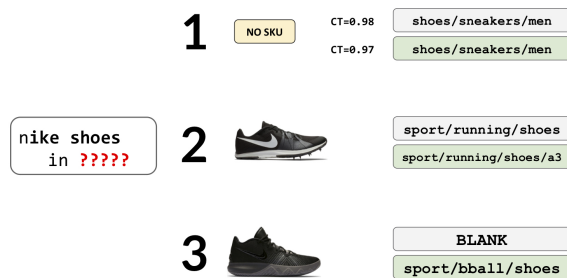 1
NO SKU
CT=0.98
shoes/sneakers/men
CT=0.97
shoes/sneakers/men
nike shoes
in ?????
2
sport/running/shoes
sport/running/shoes/a3
3
BLANK
sport/bball/shoes